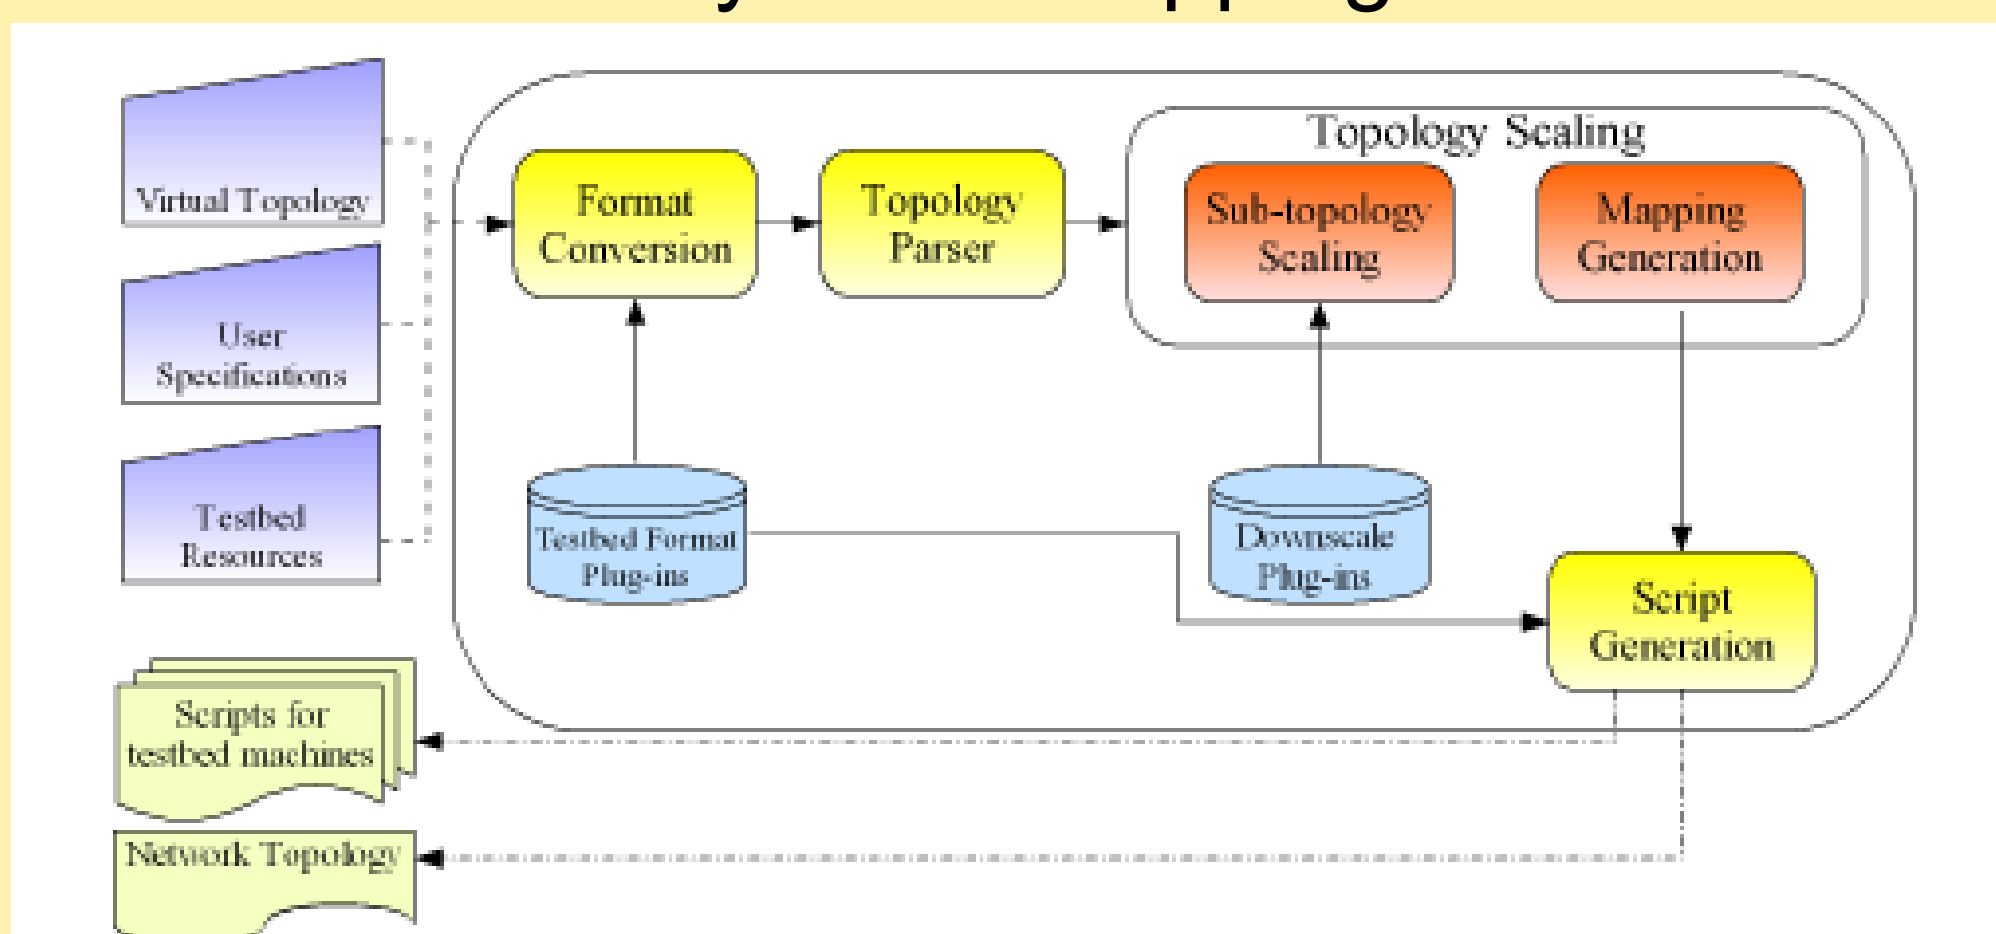 Virtual Topology
User
Specifications
Testbed
Resources
Format
Conversion
Topology
Parser
Topology Scaling
Sub-topology
Scaling
Mapping
Generation
Testbed Format
Plug-ins
Downscale
Plug-ins
Script
Generation
Scripts for
testbed machines
Network Topology